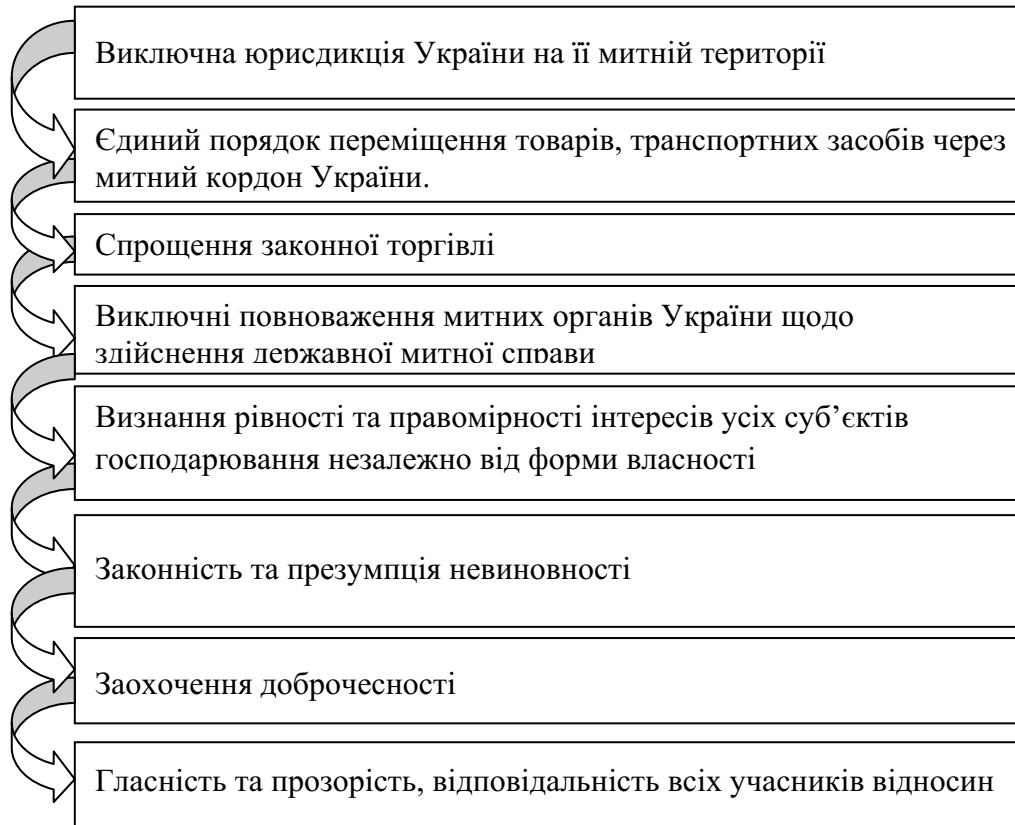 Виключна юрисдикція України на її митній території
Єдиний порядок переміщення товарів, транспортних засобів через
митний кордон України.
Спрощення законної торгівлі
Виключні повноваження митних органів України щодо
здійснення державної митної справи
Визнання рівності та правомірності інтересів усіх суб’єктів
господарювання незалежно від форми власності
Законність та презумпція невиновності
Заохочення доброчесності
Гласність та прозорість, відповідальність всіх учасників відносин